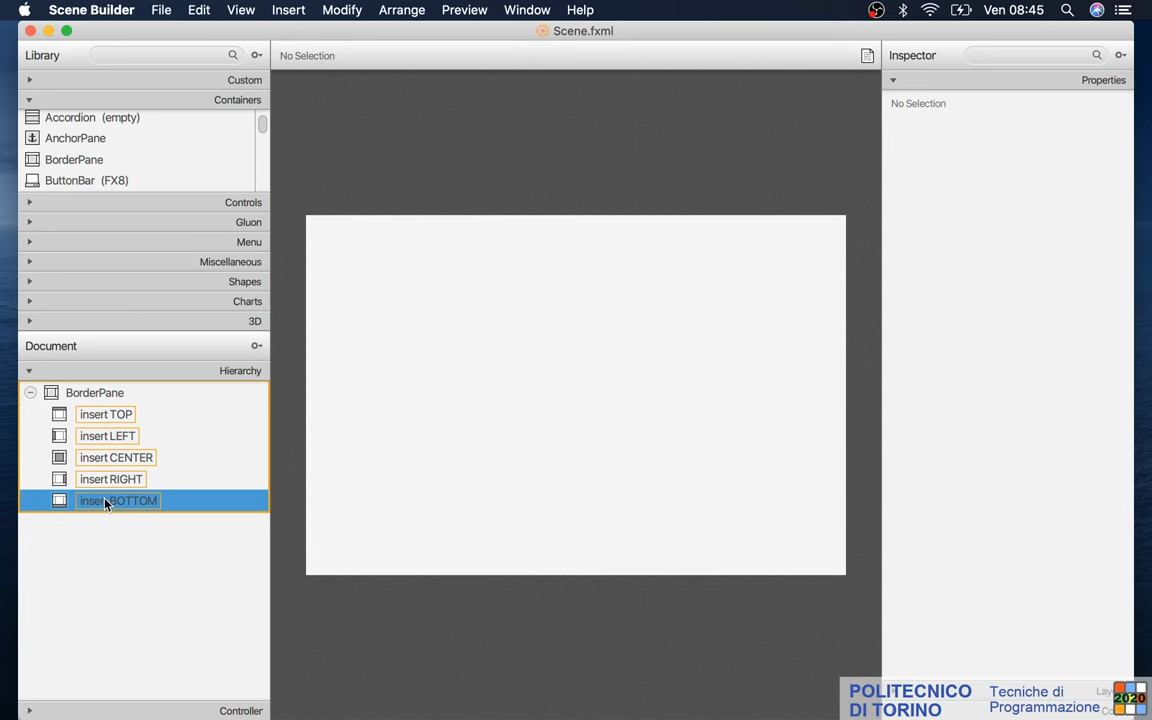 Scene Builder File Edit View Insert Modify Arrange Preview Window Help Ven 08:45
Scene.fxml
Library No Selection Inspector
Custom Properties
Containers
No Selection
Accordion (empty)
AnchorPane
BorderPane
ButtonBar (FX8)
Controls
Gluon
Menu
Miscellaneous
Shapes
Charts
3D
Document
Hierarchy
BorderPane
insert TOP
insert LEFT
insert CENTER
insert RIGHT
insert BOTTOM
Controller
POLITECNICO
DI TORINO
Tecniche di
Programmazione
2020